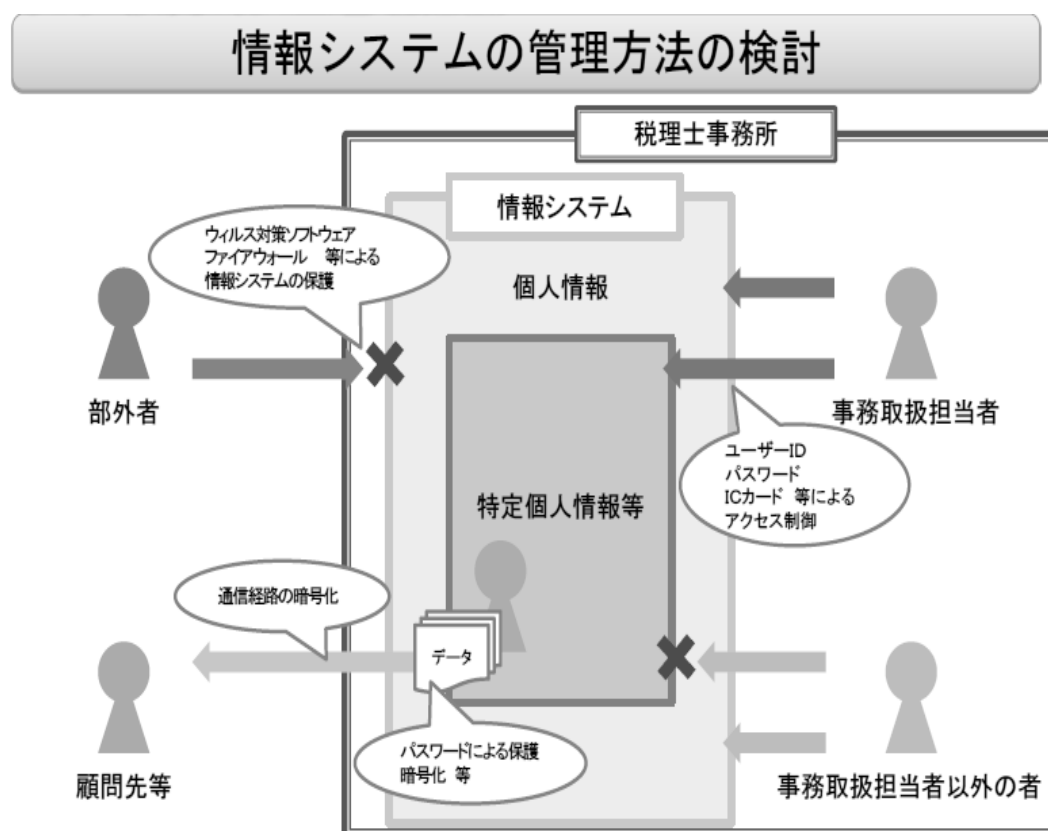 情報システムの管理方法の検討
税理士事務所
情報システム
ウィルス対策ソフトウェア
ファイアウォール 等による
情報システムの保護
個人情報
部外者
事務取扱担当者
ユーザーID
パスワード
ICカード 等による
アクセス制御
特定個人情報等
通信経路の暗号化
データ
パスワードによる保護
暗号化 等
顧問先等
事務取扱担当者以外の者